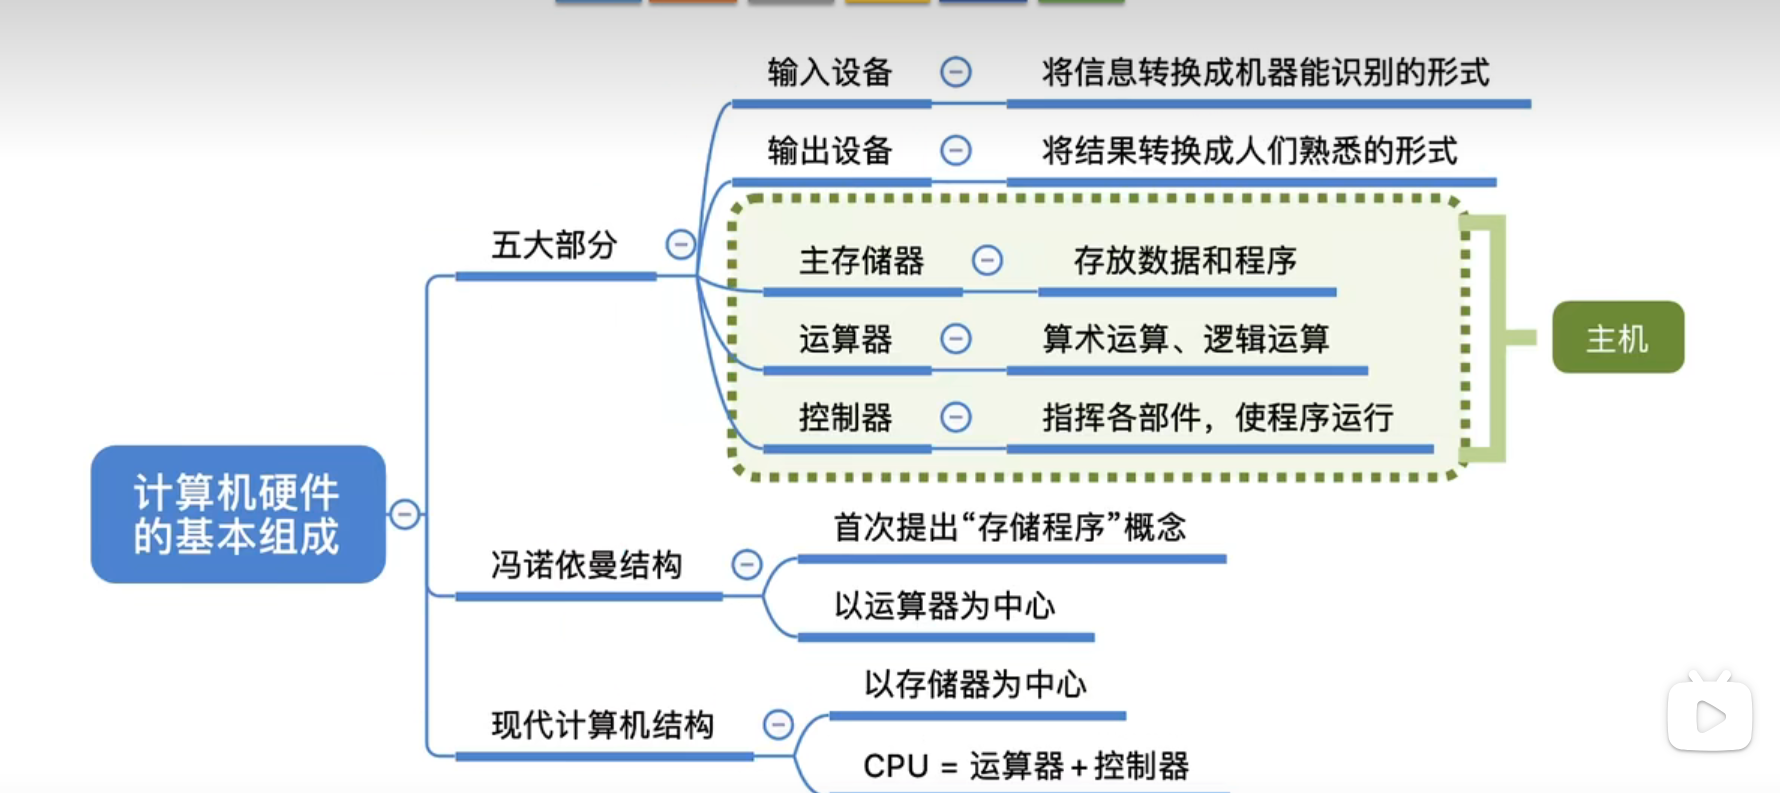 输入设备 将信息转换成机器能识别的形式
输出设备 将结果转换成人们熟悉的形式
五大部分
主存储器 存放数据和程序
运算器 算术运算、逻辑运算
主机
控制器 指挥各部件，使程序运行
计算机硬件
的基本组成
首次提出“存储程序”概念
冯诺依曼结构
以运算器为中心
以存储器为中心
现代计算机结构
CPU = 运算器+控制器